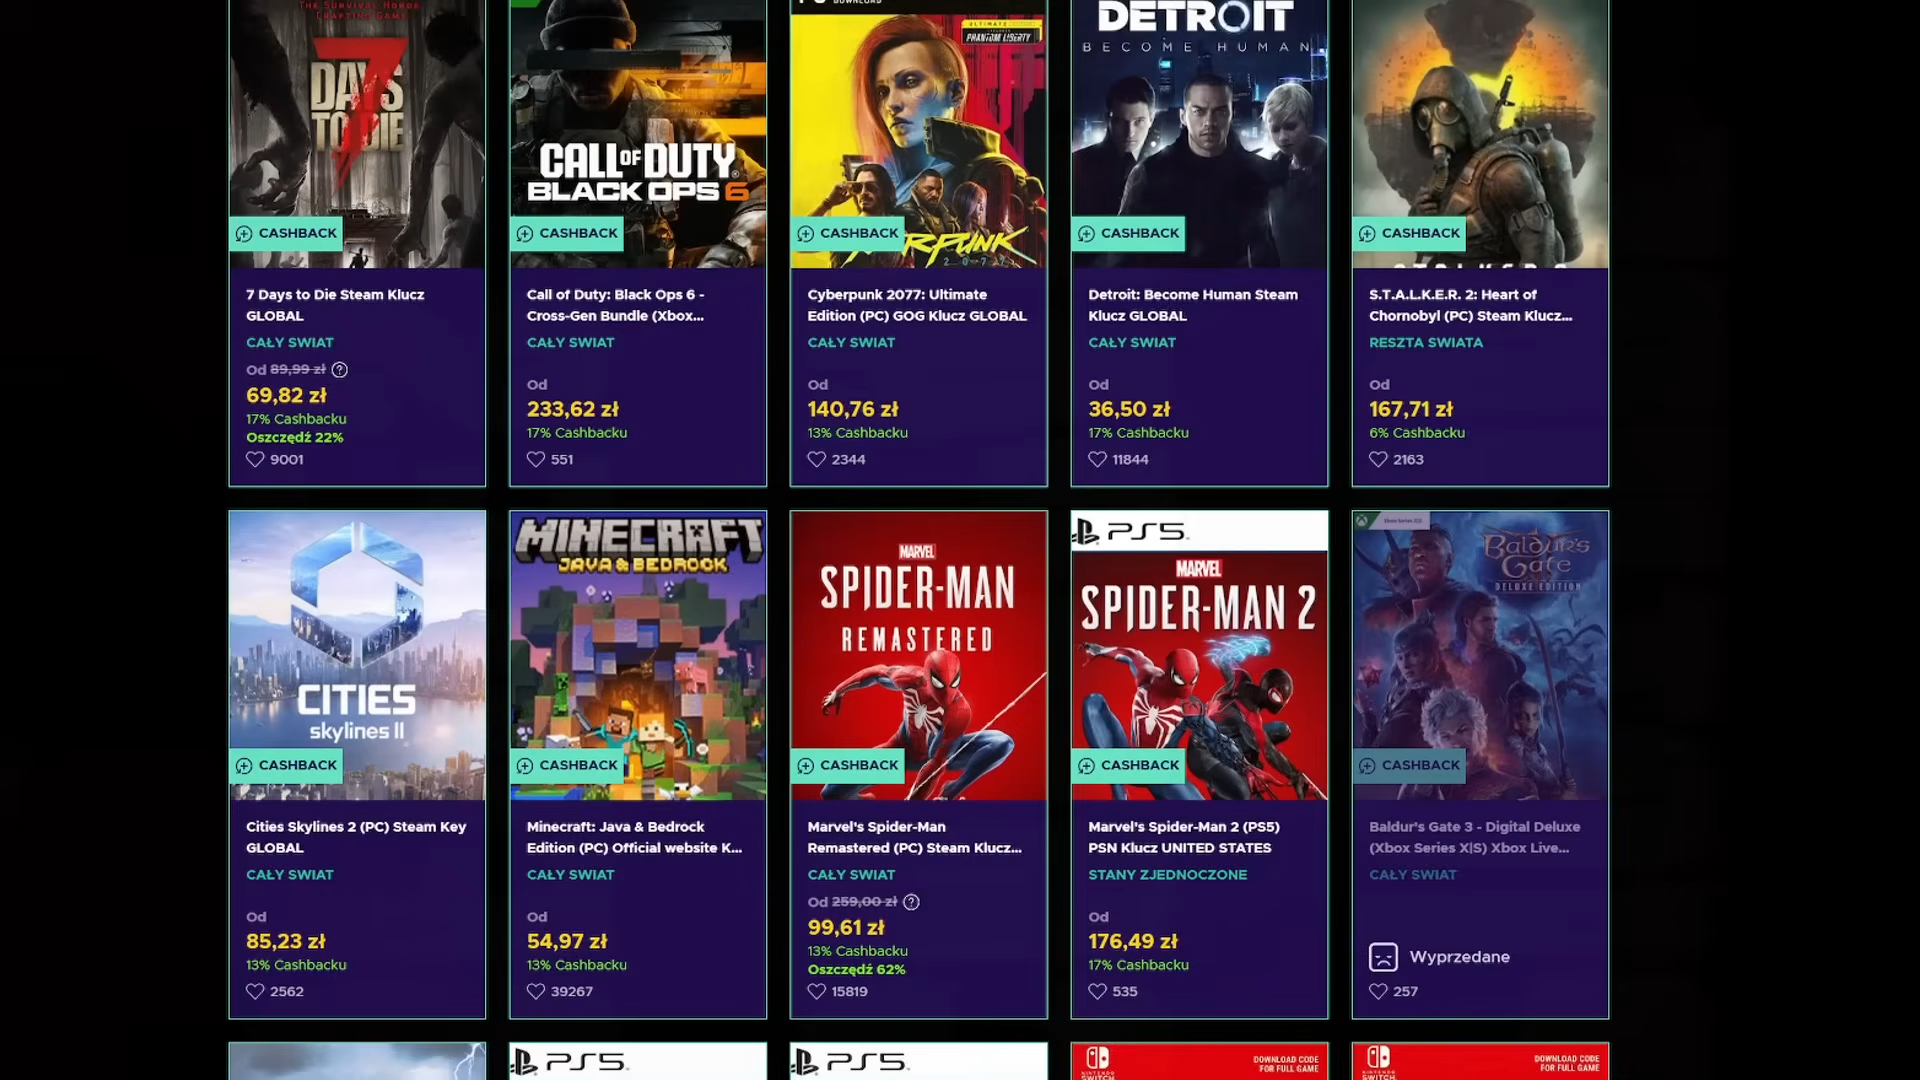 THE SURVIVAL HORDE
CRAFTING GAME
7
DAYS
TO DIE
CASHBACK
7 Days to Die Steam Klucz
GLOBAL
CAŁY SWIAT
Od 89,99 zł
69,82 zł
17% Cashbacku
Oszczędź 22%
9001
CALL OF DUTY
BLACK OPS 6
CASHBACK
Call of Duty: Black Ops 6 -
Cross-Gen Bundle (Xbox...
CAŁY SWIAT
Od
233,62 zł
17% Cashbacku
551
DOWNLOAD
ULTIMATE
PHANTOM LIBERTY
CASHBACK
2077
Cyberpunk 2077: Ultimate
Edition (PC) GOG Klucz GLOBAL
CAŁY SWIAT
Od
140,76 zł
13% Cashbacku
2344
DETROIT
BECOME HUMAN
CASHBACK
Detroit: Become Human Steam
Klucz GLOBAL
CAŁY SWIAT
Od
36,50 zł
17% Cashbacku
11844
CASHBACK
S.T.A.L.K.E.R. 2: Heart of
Chornobyl (PC) Steam Klucz...
RESZTA SWIATA
Od
167,71 zł
6% Cashbacku
2163
CITIES
skylines II
CASHBACK
Cities Skylines 2 (PC) Steam Key
GLOBAL
CAŁY SWIAT
Od
85,23 zł
13% Cashbacku
2562
MINECRAFT
JAVA & BEDROCK
CASHBACK
Minecraft: Java & Bedrock
Edition (PC) Official website K...
CAŁY SWIAT
Od
54,97 zł
13% Cashbacku
39267
MARVEL
SPIDER-MAN
REMASTERED
CASHBACK
Marvel's Spider-Man
Remastered (PC) Steam Klucz...
CAŁY SWIAT
Od 259,00 zł
99,61 zł
13% Cashbacku
Oszczędź 62%
15819
PS5
MARVEL
SPIDER-MAN 2
CASHBACK
Marvel's Spider-Man 2 (PS5)
PSN Klucz UNITED STATES
STANY ZJEDNOCZONE
Od
176,49 zł
17% Cashbacku
535
Baldur's
Gate
DELUXE EDITION
CASHBACK
Baldur's Gate 3 - Digital Deluxe
(Xbox Series X|S) Xbox Live...
CAŁY SWIAT
Wyprzedane
257
PS5
PS5
NINTENDO
SWITCH
DOWNLOAD CODE
FOR FULL GAME
NINTENDO
SWITCH
DOWNLOAD CODE
FOR FULL GAME